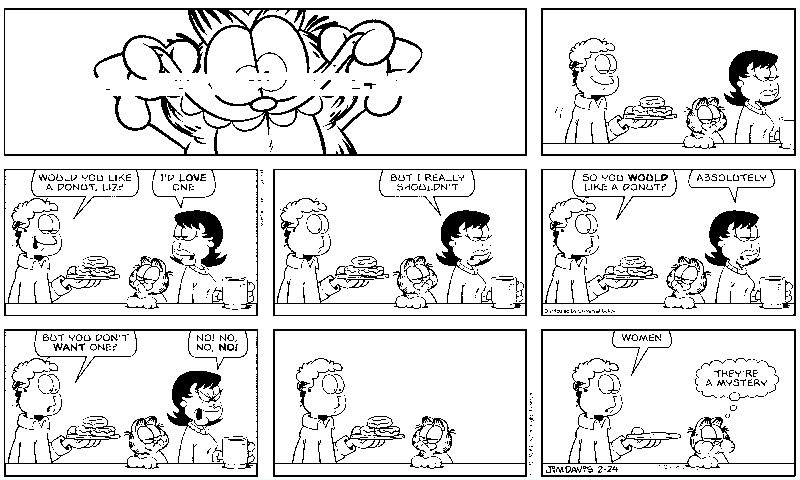 WOULD YOU LIKE
A DONUT, LIZ?
I'D LOVE
ONE
BUT I REALLY
SHOULDN'T
SO YOU WOULD
LIKE A DONUT?
ABSOLUTELY
BUT YOU DON'T
WANT ONE?
NO! NO,
NO, NO!
WOMEN
THEY'RE
A MYSTERY
JIM DAVIS 2-24